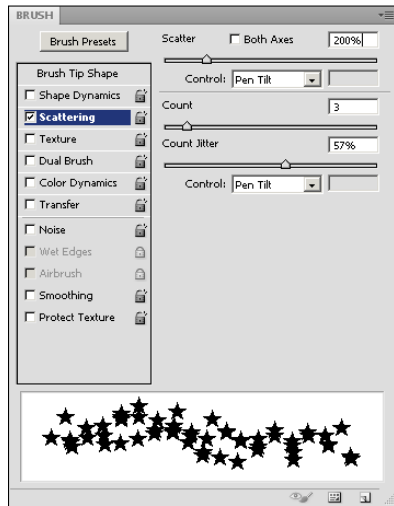 BRUSH
Brush Presets
Brush Tip Shape
Shape Dynamics
Scattering
Texture
Dual Brush
Color Dynamics
Transfer
Noise
Wet Edges
Airbrush
Smoothing
Protect Texture
Scatter Both Axes 200%
Control: Pen Tilt
Count 3
Count Jitter 57%
Control: Pen Tilt